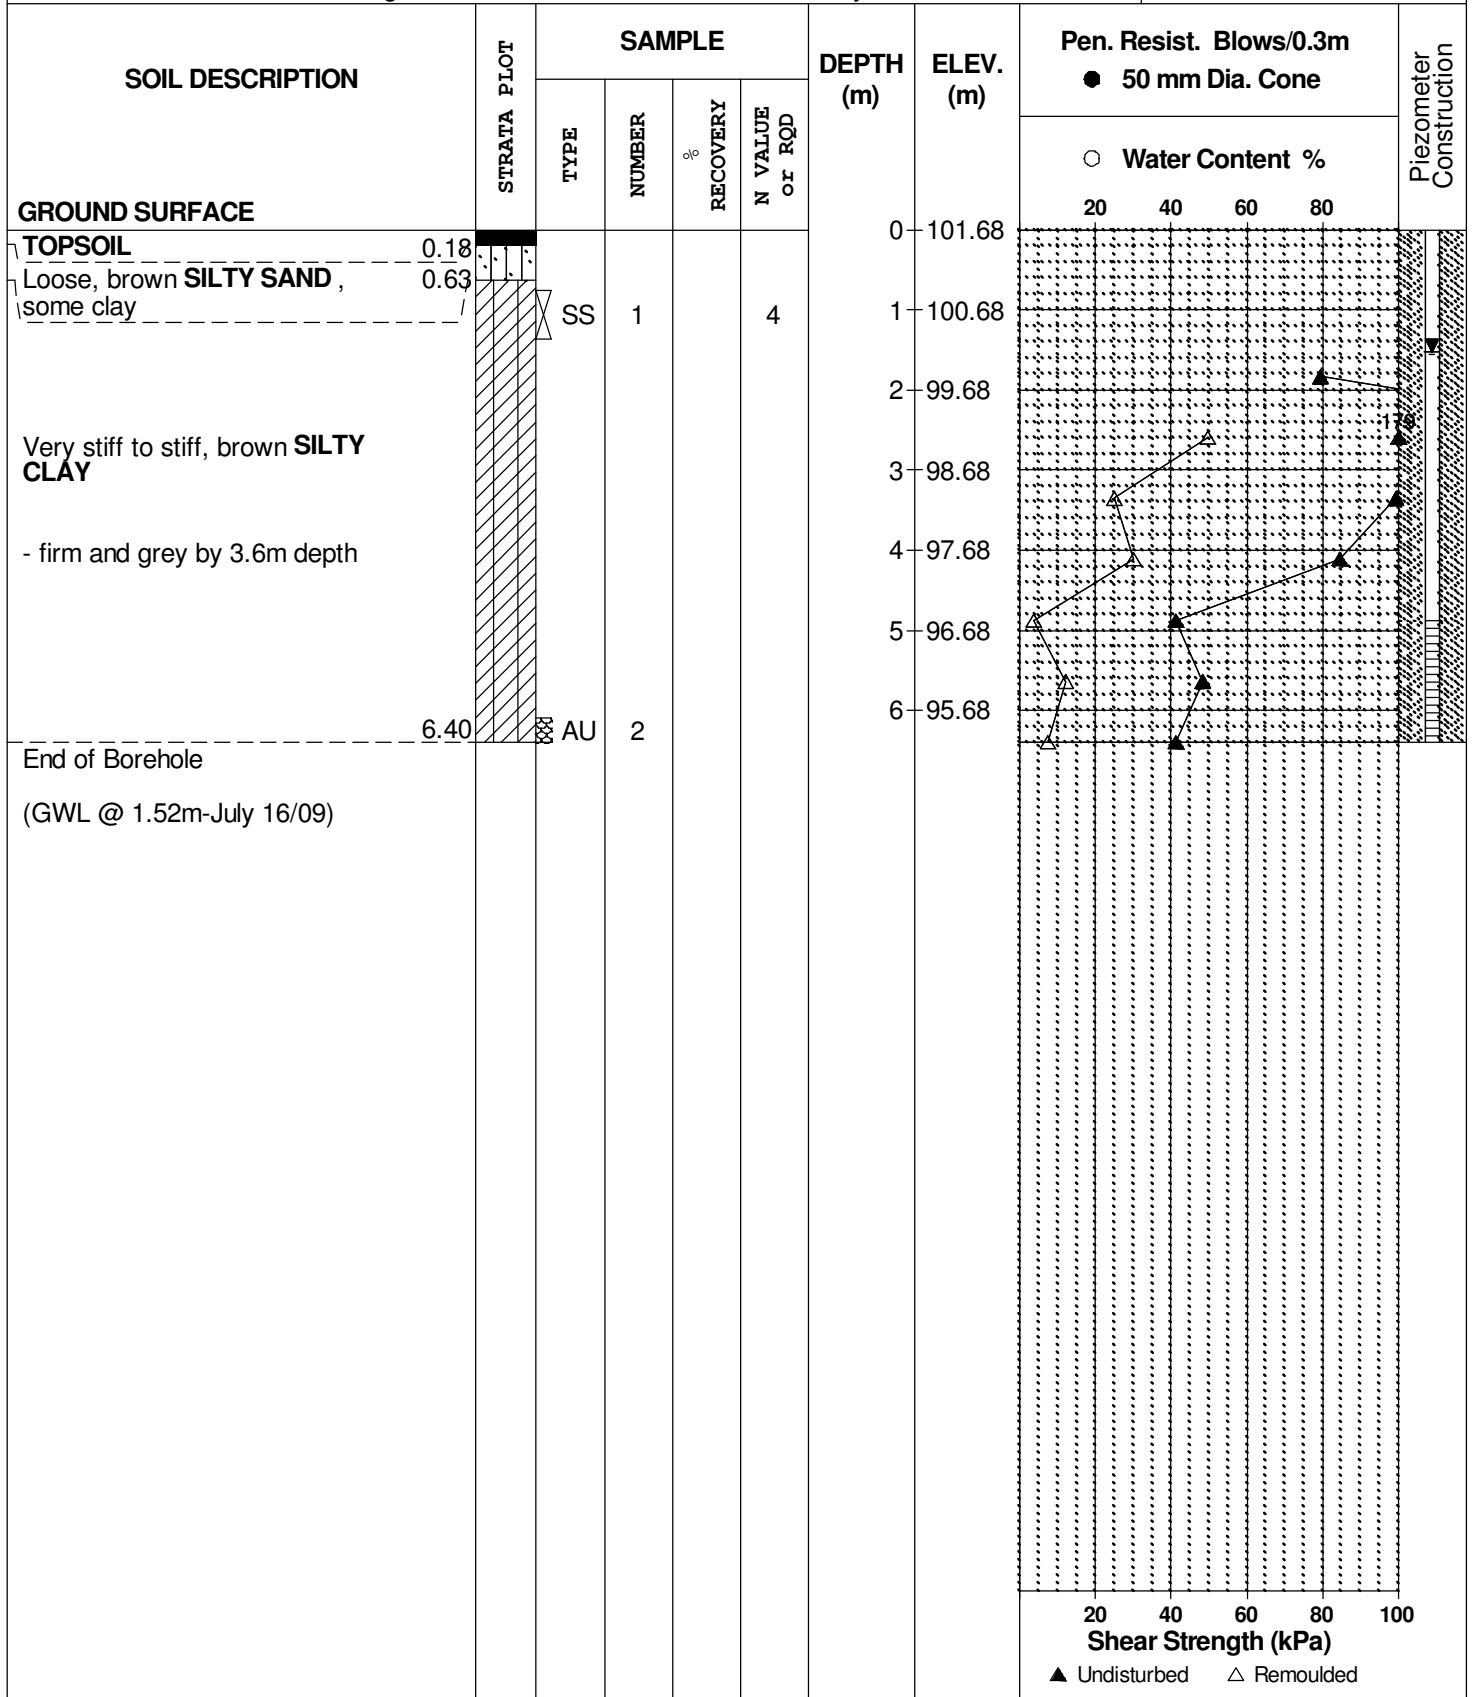 SOIL DESCRIPTION
GROUND SURFACE
STRATA PLOT
SAMPLE
TYPE
NUMBER
%
RECOVERY
N VALUE
or RQD
DEPTH
(m)
ELEV.
(m)
Pen. Resist. Blows/0.3m
● 50 mm Dia. Cone
○ Water Content %
20 40 60 80
Piezometer
Construction
0 101.68
TOPSOIL 0.18
Loose, brown SILTY SAND , 0.63
some clay
SS 1 4
1 100.68
2 99.68
179
Very stiff to stiff, brown SILTY
CLAY
3 98.68
- firm and grey by 3.6m depth
4 97.68
5 96.68
6 95.68
6.40
AU 2
End of Borehole
(GWL @ 1.52m-July 16/09)
20 40 60 80 100
Shear Strength (kPa)
▲ Undisturbed △ Remoulded